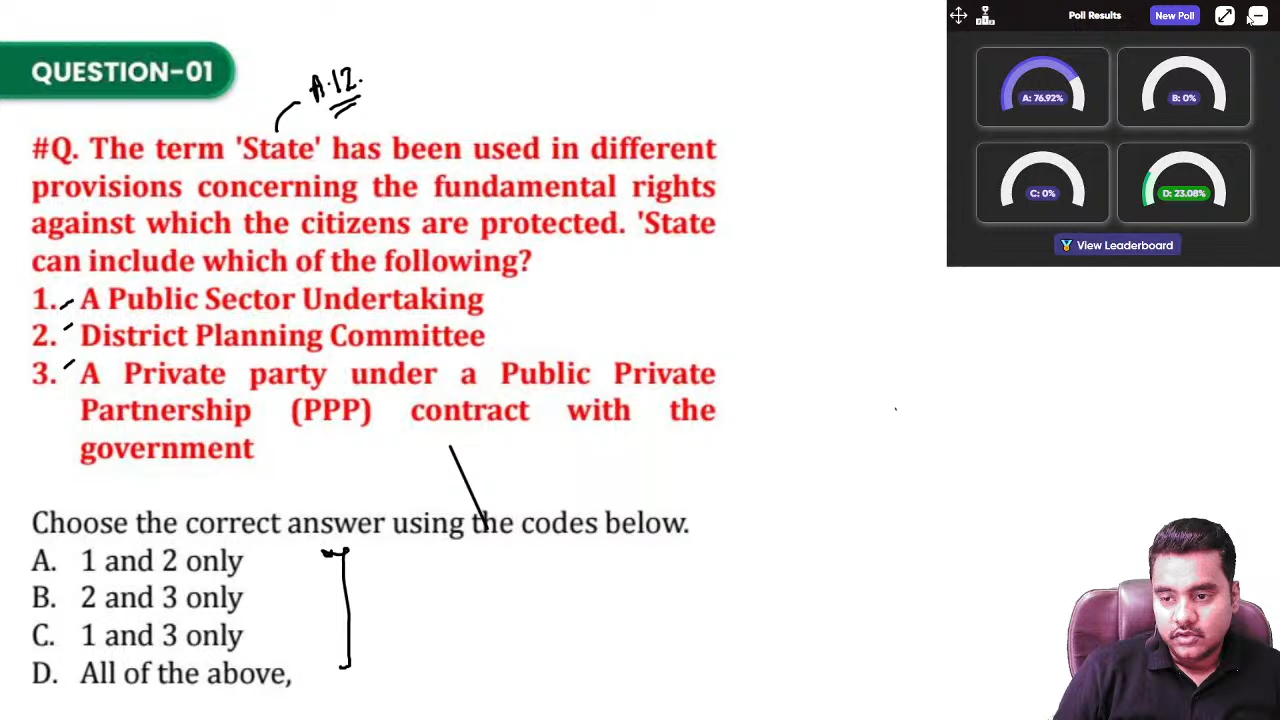 QUESTION-01
A.12.
#Q. The term 'State' has been used in different
provisions concerning the fundamental rights
against which the citizens are protected. 'State
can include which of the following?
1. A Public Sector Undertaking
2. District Planning Committee
3. A Private party under a Public Private
Partnership (PPP) contract with the
government
Choose the correct answer using the codes below.
A. 1 and 2 only
B. 2 and 3 only
C. 1 and 3 only
D. All of the above,
Poll Results
New Poll
A: 76.92%
B: 0%
C: 0%
D: 23.08%
View Leaderboard